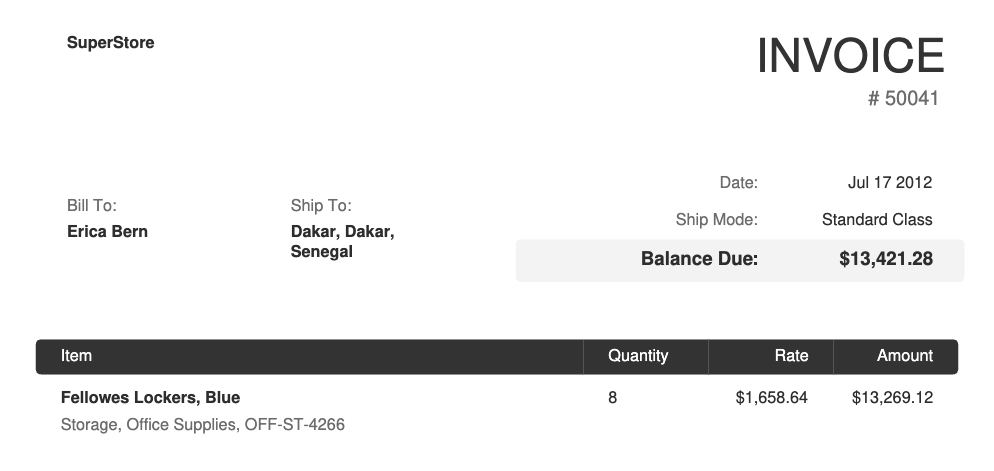 SuperStore
INVOICE
# 50041
Date: Jul 17 2012
Ship Mode: Standard Class
Balance Due: $13,421.28
Bill To:
Erica Bern
Ship To:
Dakar, Dakar,
Senegal
Item Quantity Rate Amount
Fellowes Lockers, Blue 8 $1,658.64 $13,269.12
Storage, Office Supplies, OFF-ST-4266